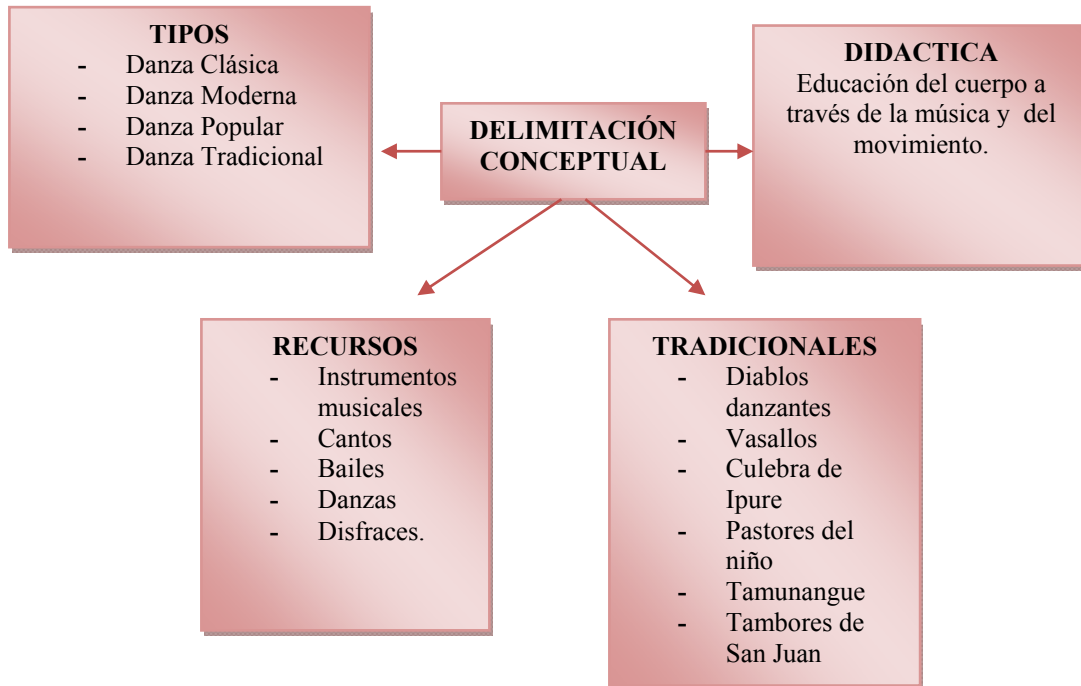 TIPOS
- Danza Clásica
- Danza Moderna
- Danza Popular
- Danza Tradicional
DELIMITACIÓN
CONCEPTUAL
DIDACTICA
Educación del cuerpo a
través de la música y del
movimiento.
RECURSOS
- Instrumentos
musicales
- Cantos
- Bailes
- Danzas
- Disfraces.
TRADICIONALES
- Diablos
danzantes
- Vasallos
- Culebra de
Ipure
- Pastores del
niño
- Tamunangue
- Tambores de
San Juan